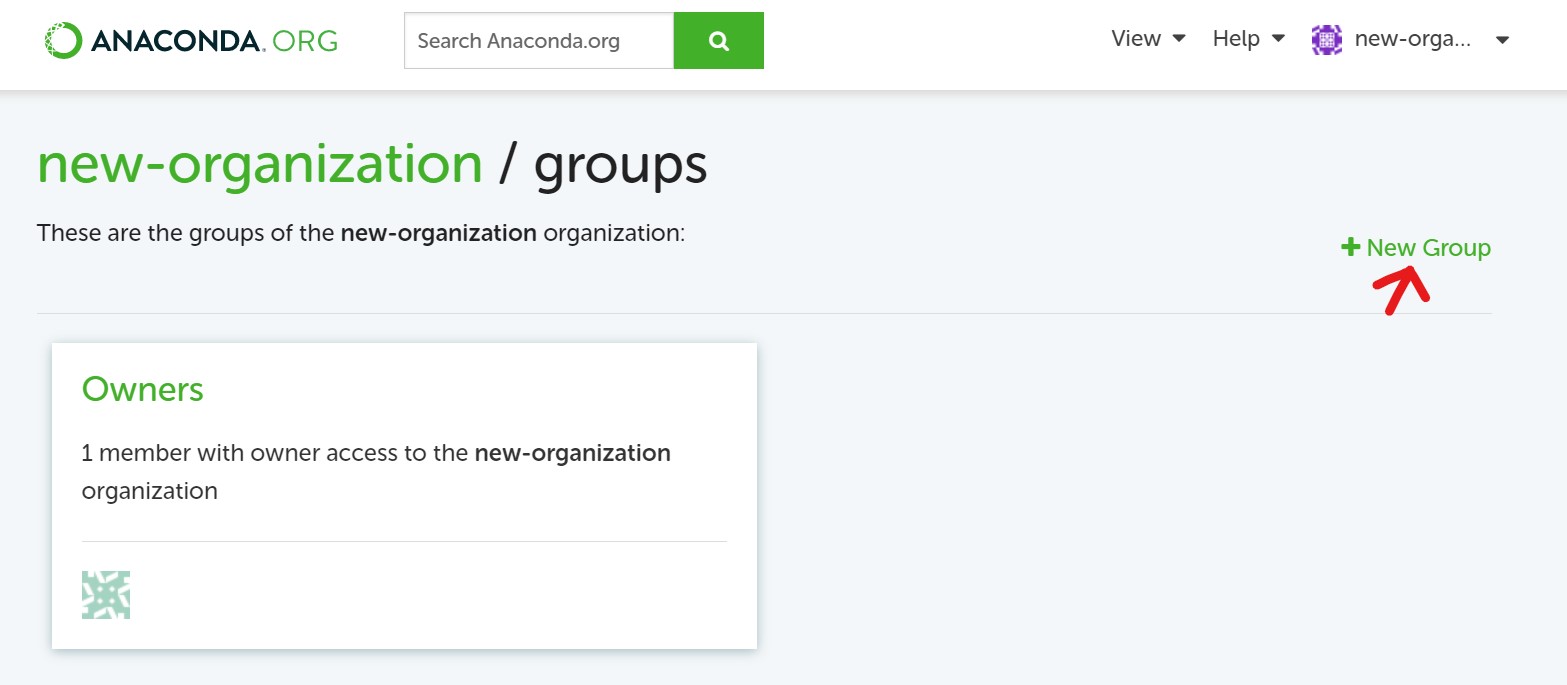 ANACONDA.ORG
Search Anaconda.org
View
Help
new-orga...
new-organization / groups
These are the groups of the new-organization organization:
New Group
Owners
1 member with owner access to the new-organization
organization